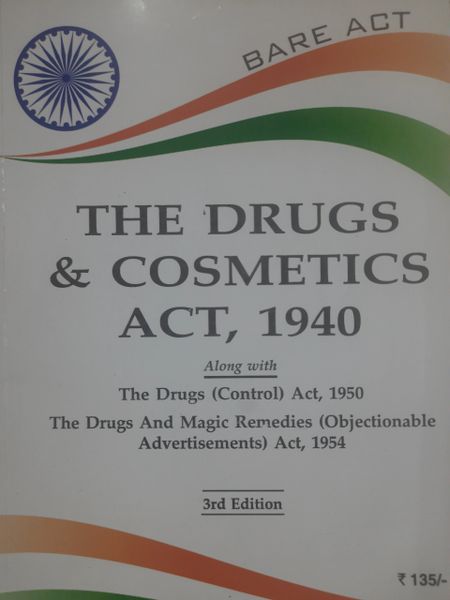 BARE ACT
THE DRUGS
& COSMETICS
ACT, 1940
Along with
The Drugs (Control) Act, 1950
The Drugs And Magic Remedies (Objectionable
Advertisements) Act, 1954
3rd Edition
₹ 135/-